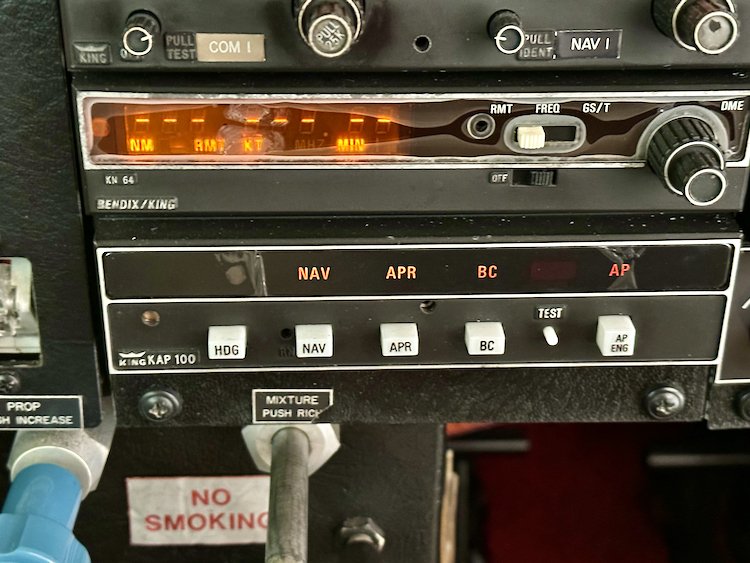 KING
PULL
TEST
COM 1
PULL
25K
PULL
IDENT
NAV 1
RMT FREQ GS/T DME
NM RMT KT MHZ MIN
KN 64
OFF
BENDIX/KING
NAV APR BC AP
TEST
HDG NAV APR BC AP
ENG
KING KAP 100
MIXTURE
PUSH RICH
PROP
SH INCREASE
NO
SMOKING